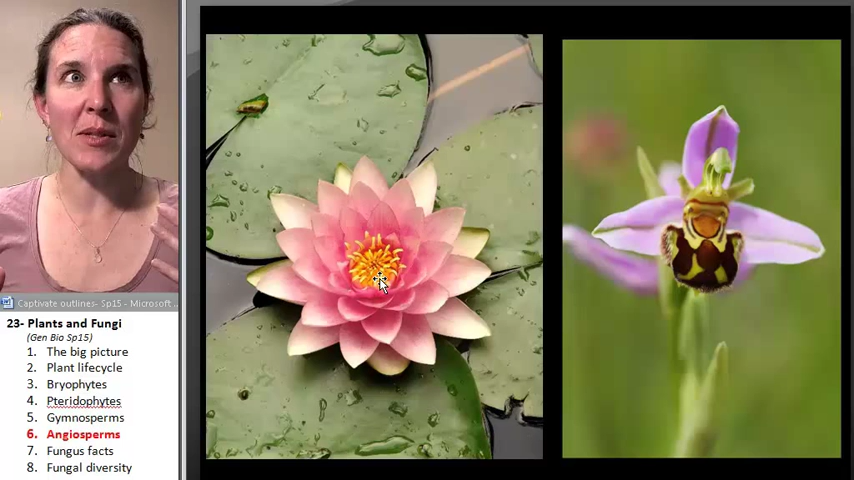 Captivate outlines- Sp15 - Microsoft ...
23- Plants and Fungi
(Gen Bio Sp15)
1. The big picture
2. Plant lifecycle
3. Bryophytes
4. Pteridophytes
5. Gymnosperms
6. Angiosperms
7. Fungus facts
8. Fungal diversity